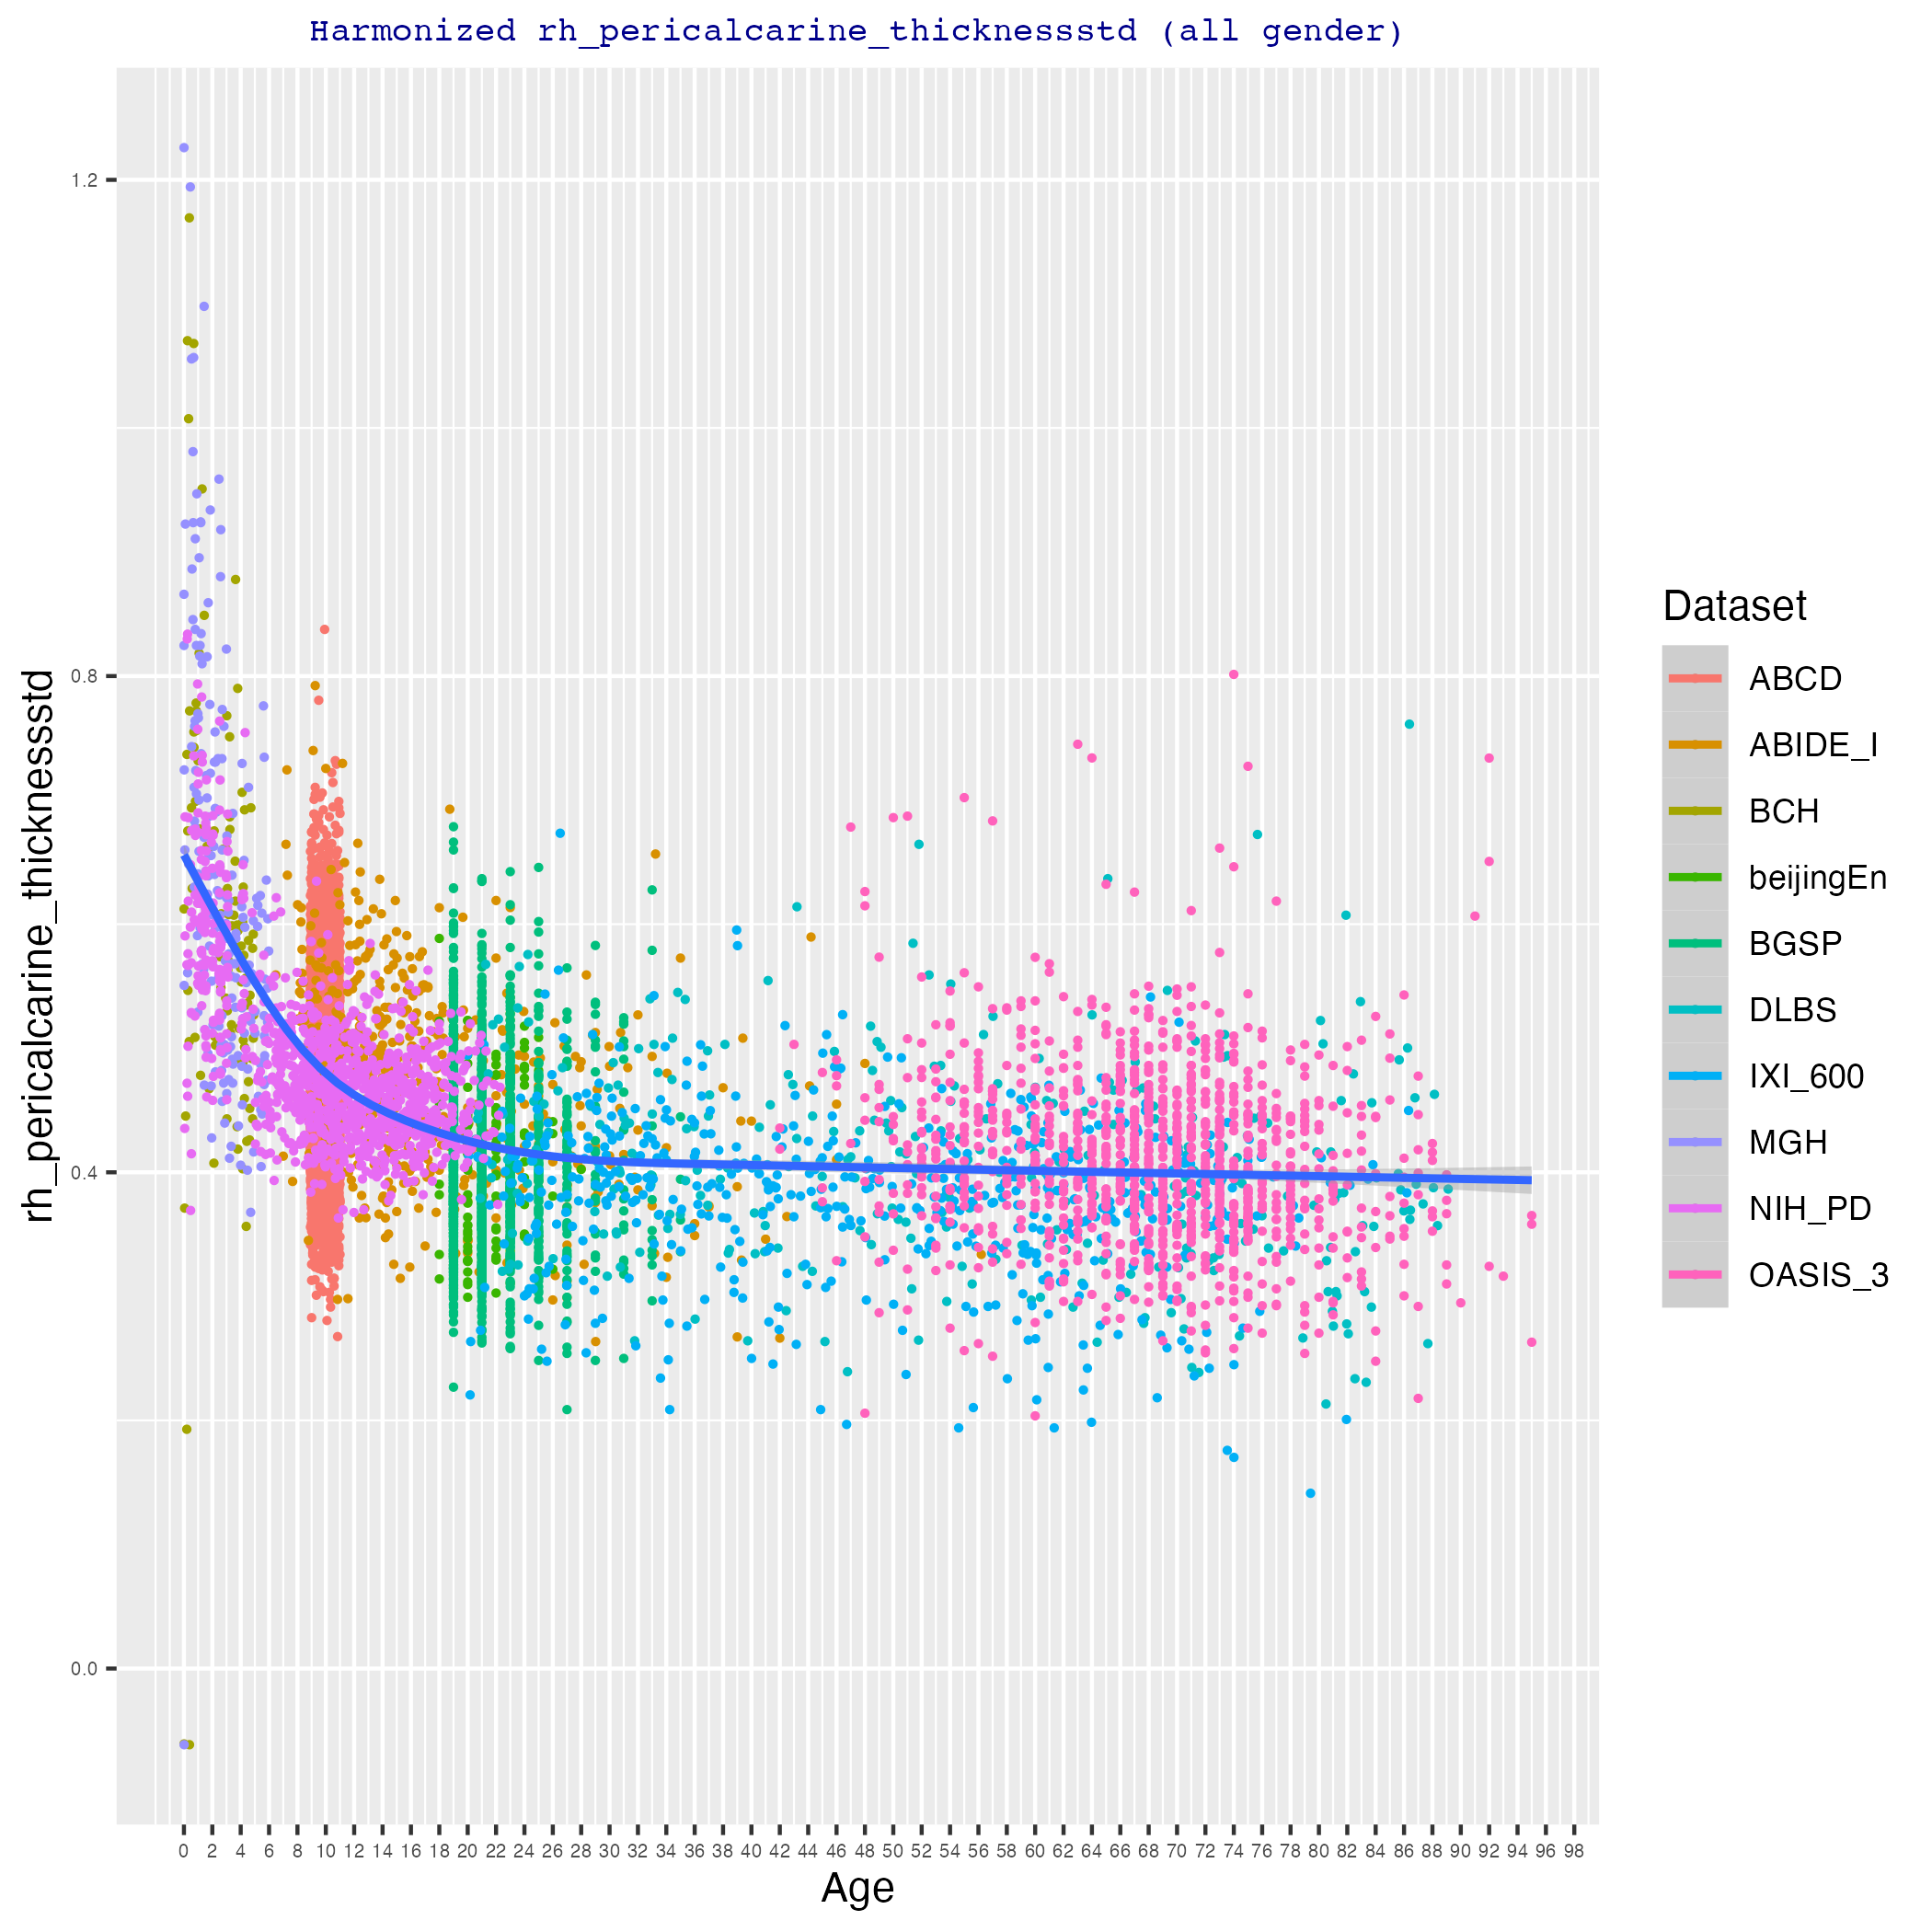 Harmonized rh_pericalcarine_thicknessstd (all gender)
rh_pericalcarine_thicknessstd
1.2
0.8
0.4
0.0
0 2 4 6 8 10 12 14 16 18 20 22 24 26 28 30 32 34 36 38 40 42 44 46 48 50 52 54 56 58 60 62 64 66 68 70 72 74 76 78 80 82 84 86 88 90 92 94 96 98
Age
Dataset
ABCD
ABIDE_I
BCH
beijingEn
BGSP
DLBS
IXI_600
MGH
NIH_PD
OASIS_3